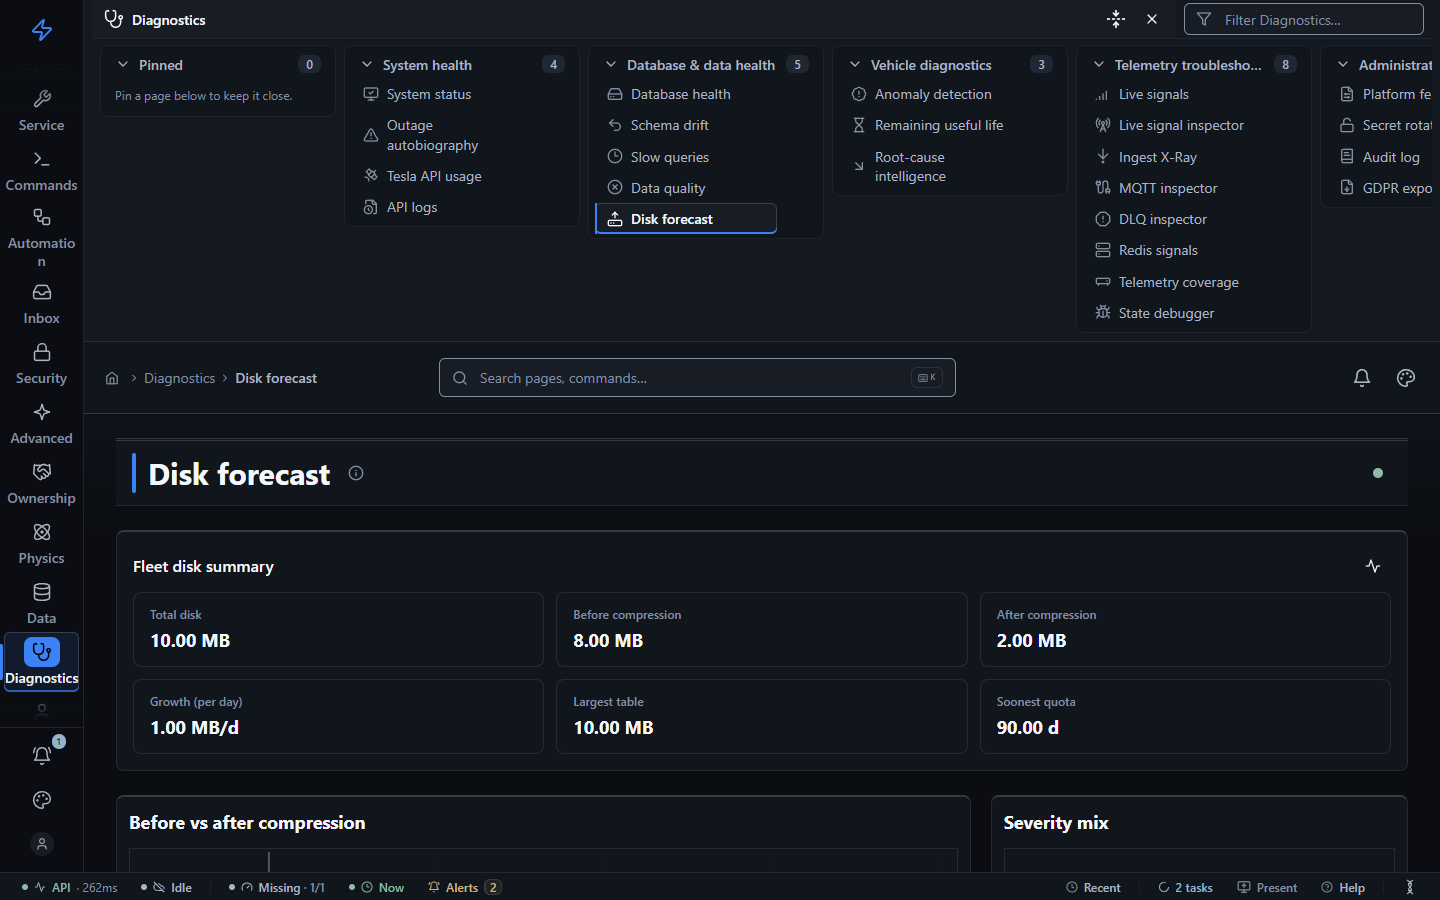 Diagnostics
Filter Diagnostics...
Pinned 0
Pin a page below to keep it close.
System health 4
System status
Outage
autobiography
Tesla API usage
API logs
Database & data health 5
Database health
Schema drift
Slow queries
Data quality
Disk forecast
Vehicle diagnostics 3
Anomaly detection
Remaining useful life
Root-cause
intelligence
Telemetry troublesho... 8
Live signals
Live signal inspector
Ingest X-Ray
MQTT inspector
DLQ inspector
Redis signals
Telemetry coverage
State debugger
Administrat
Platform fe
Secret rotat
Audit log
GDPR expo
Service
Commands
Automatio
n
Inbox
Security
Advanced
Ownership
Physics
Data
Diagnostics
1
Diagnostics
Disk forecast
Search pages, commands...
K
Disk forecast
Fleet disk summary
Total disk
10.00 MB
Before compression
8.00 MB
After compression
2.00 MB
Growth (per day)
1.00 MB/d
Largest table
10.00 MB
Soonest quota
90.00 d
Before vs after compression
Severity mix
API · 262ms
Idle
Missing · 1/1
Now
Alerts 2
Recent
2 tasks
Present
Help